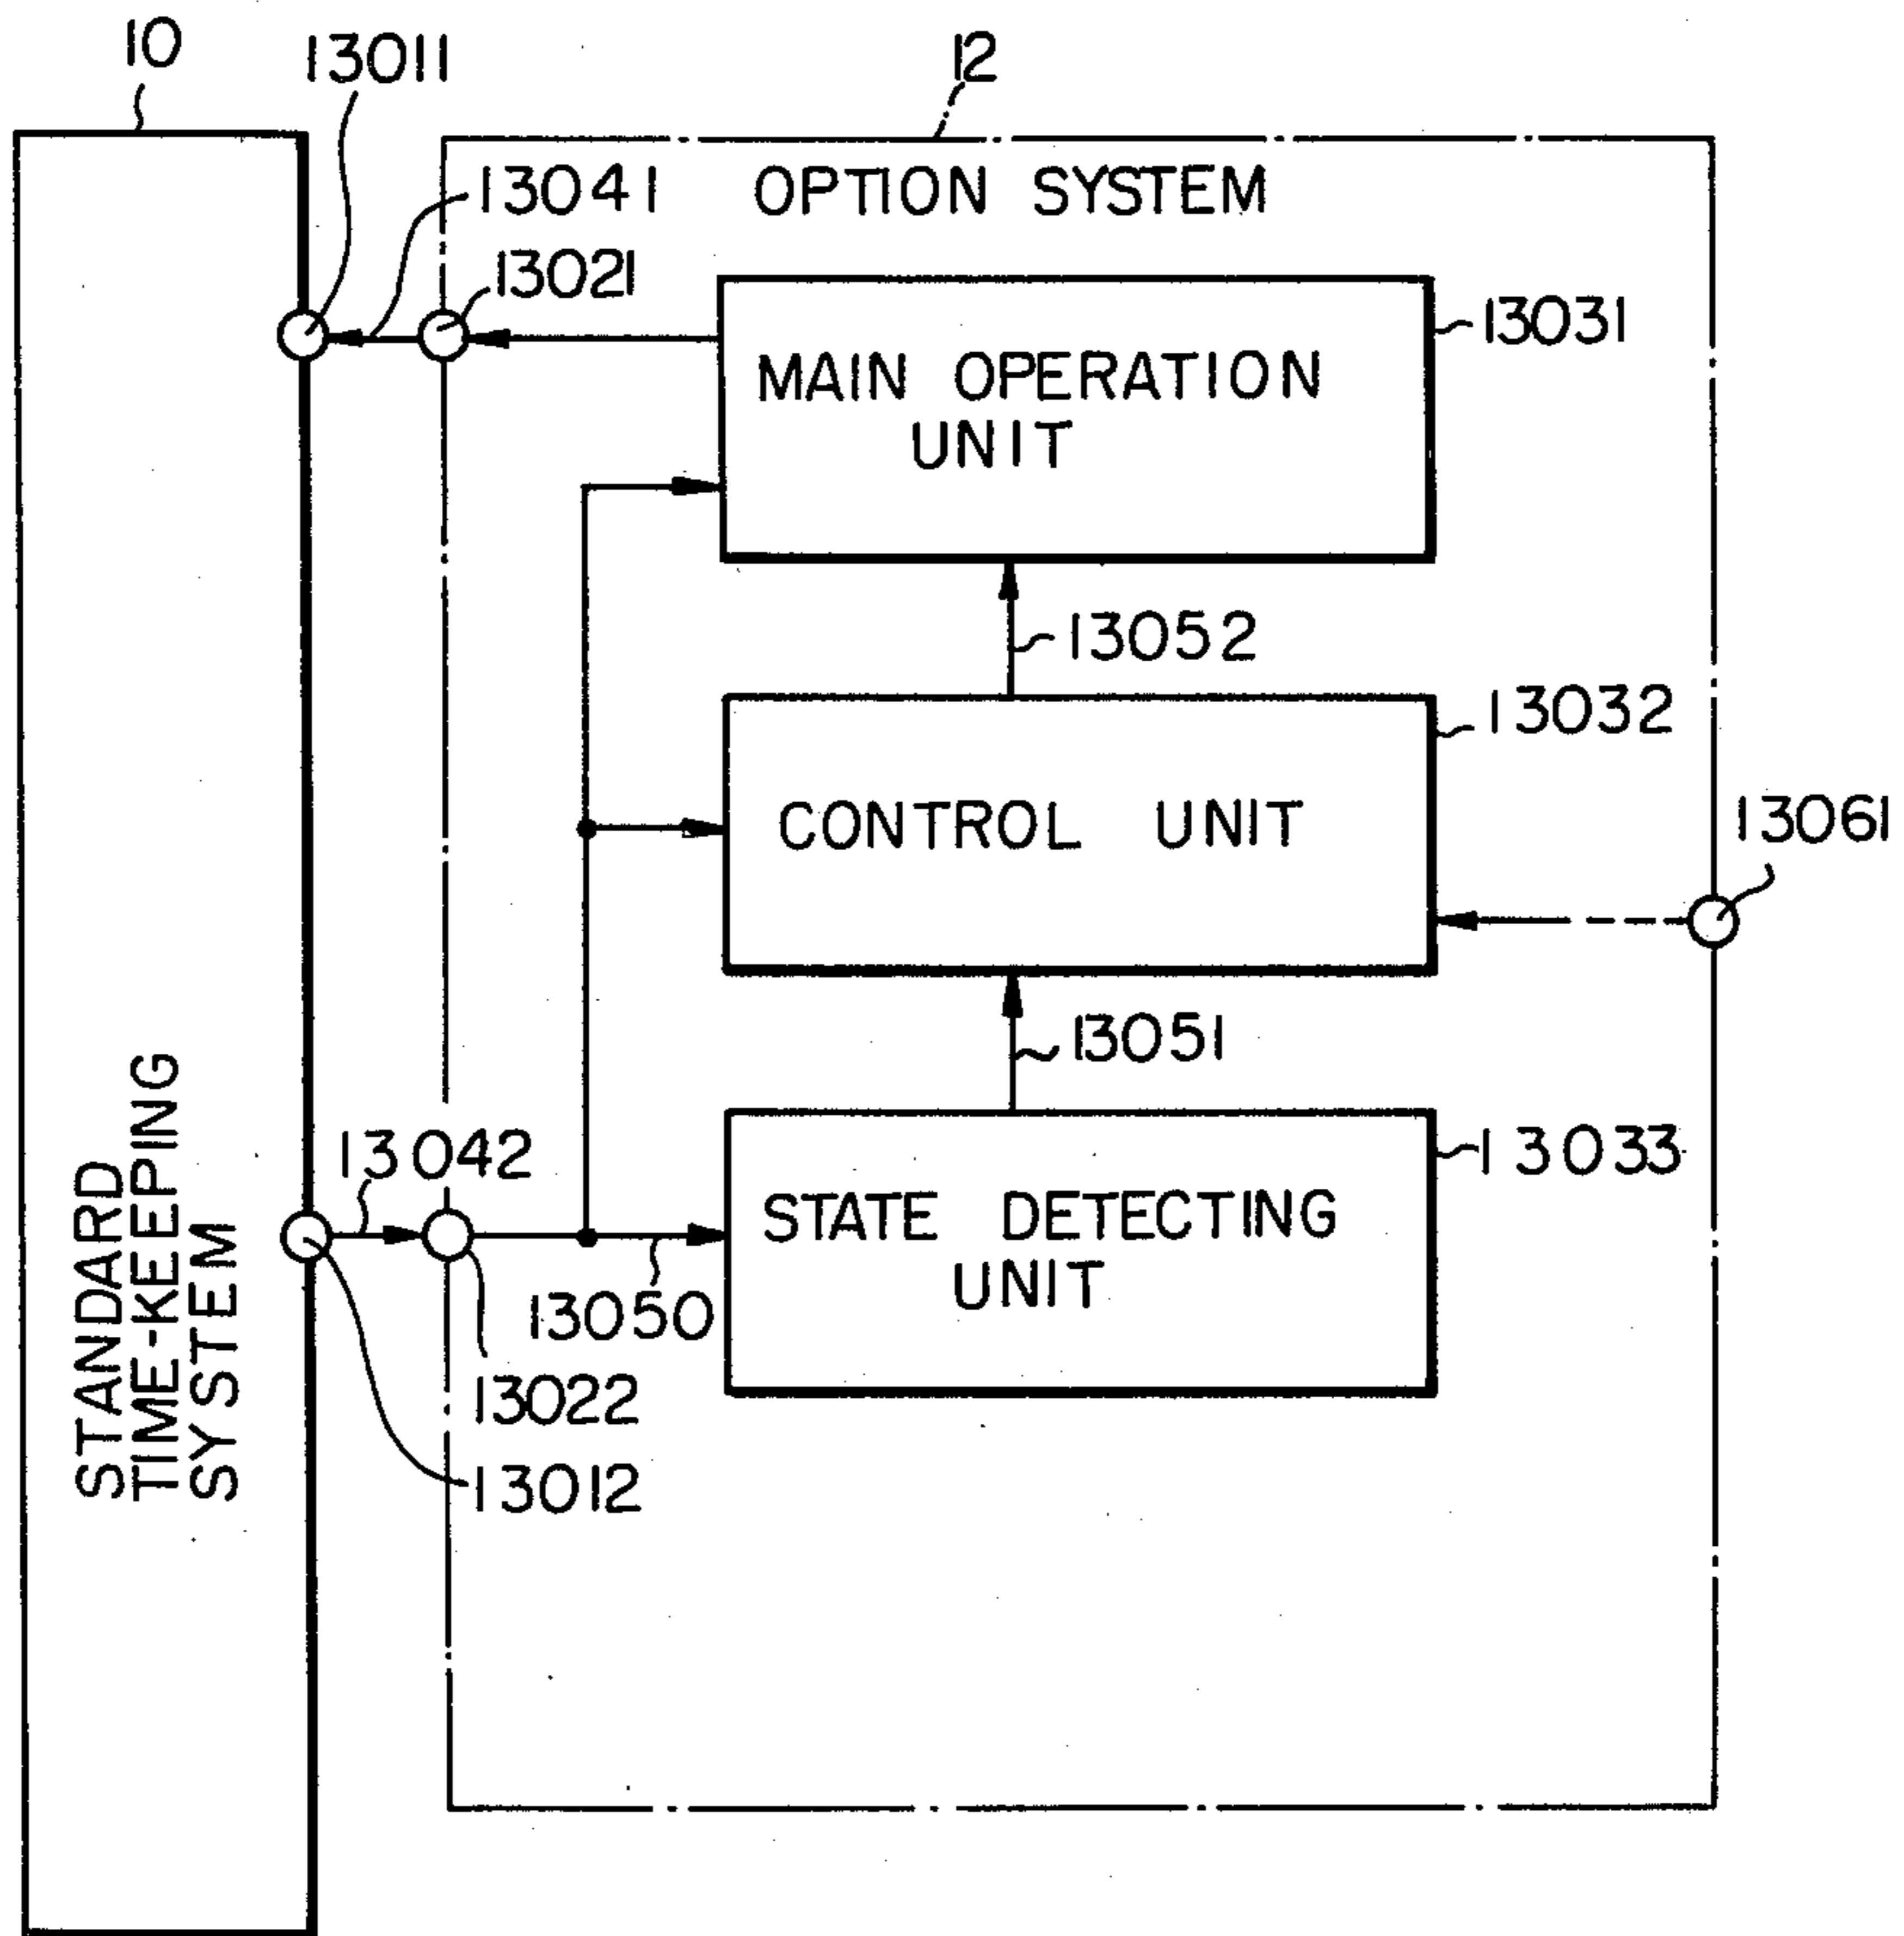 10
13011
12
13041
OPTION SYSTEM
13021
13031
MAIN OPERATION
UNIT
13052
13032
CONTROL UNIT
13061
13051
STANDARD
TIME-KEEPING
SYSTEM
13042
13033
STATE DETECTING
UNIT
13050
13022
13012